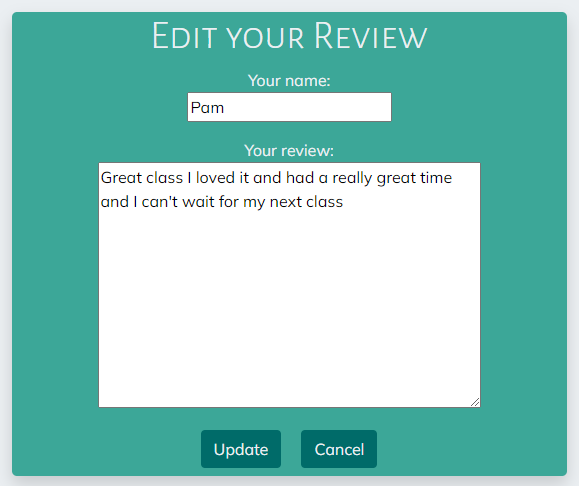 Edit your Review
Your name:
Pam
Your review:
Great class I loved it and had a really great time
and I can't wait for my next class
Update
Cancel